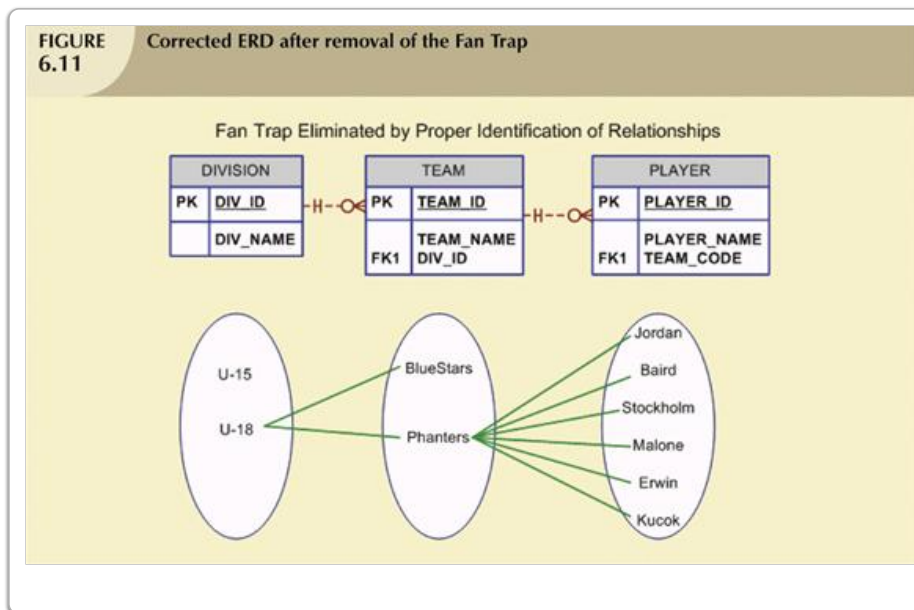 FIGURE 6.11
Corrected ERD after removal of the Fan Trap
Fan Trap Eliminated by Proper Identification of Relationships
DIVISION
PK DIV_ID
DIV_NAME
TEAM
PK TEAM_ID
TEAM_NAME
FK1 DIV_ID
PLAYER
PK PLAYER_ID
PLAYER_NAME
FK1 TEAM_CODE
U-15
U-18
BlueStars
Phanters
Jordan
Baird
Stockholm
Malone
Erwin
Kucok